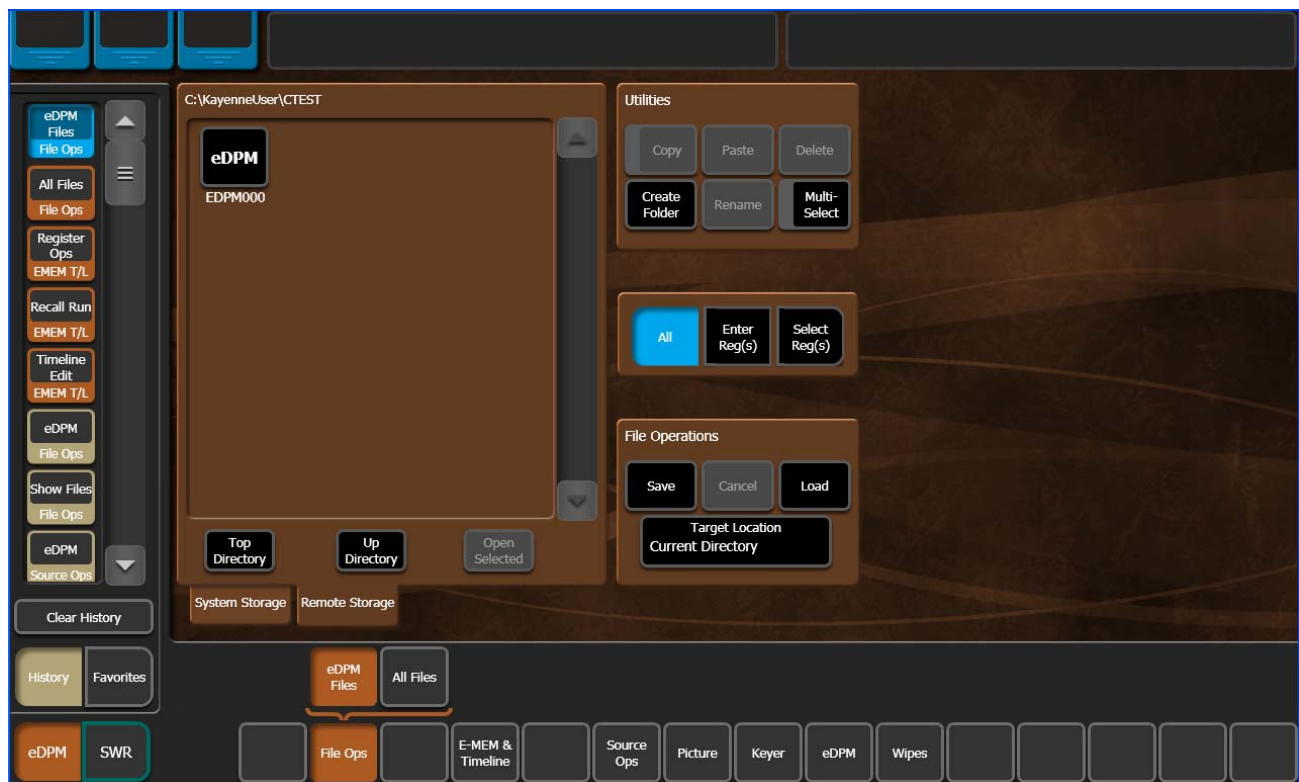 eDPM
Files
File Ops
All Files
File Ops
Register
Ops
EMEM T/L
Recall Run
EMEM T/L
Timeline
Edit
EMEM T/L
eDPM
File Ops
Show Files
File Ops
eDPM
Source Ops
Clear History
History
Favorites
eDPM
SWR
C:\KayenneUser\CTEST
eDPM
EDPM000
Top
Directory
Up
Directory
Open
Selected
System Storage
Remote Storage
Utilities
Copy
Paste
Delete
Create
Folder
Rename
Multi-
Select
All
Enter
Reg(s)
Select
Reg(s)
File Operations
Save
Cancel
Load
Target Location
Current Directory
eDPM
Files
All Files
File Ops
E-MEM &
Timeline
Source
Ops
Picture
Keyer
eDPM
Wipes